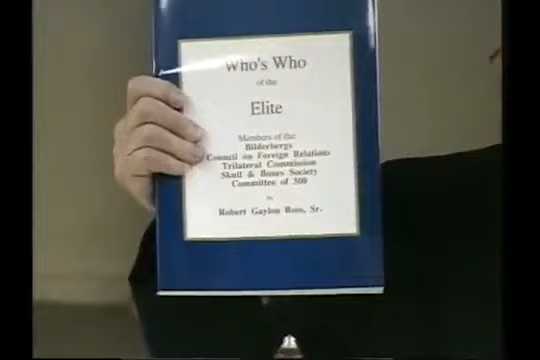 Who's Who
of the
Elite
Members of the
Bilderbergs
Council on Foreign Relations
Trilateral Commission
Skull & Bones Society
Committee of 300
by
Robert Gaylon Ross, Sr.